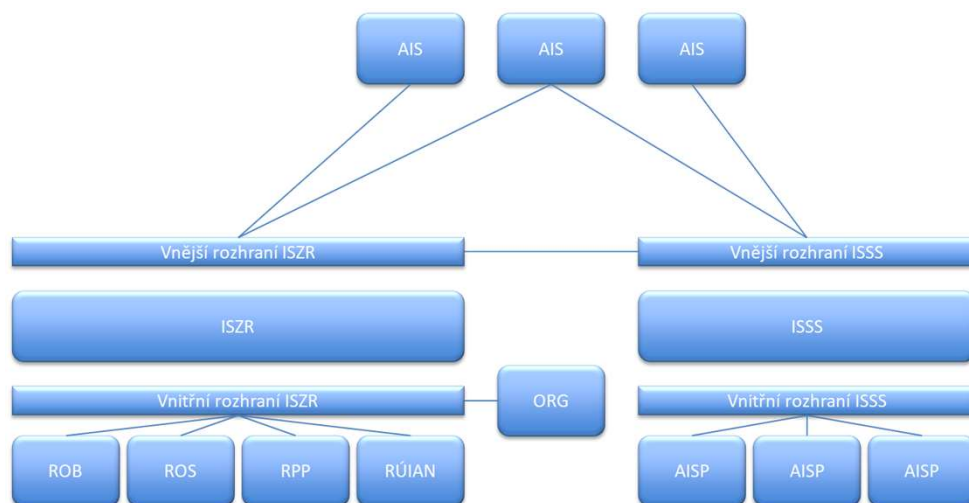 AIS
AIS
AIS
Vnější rozhraní ISZR
Vnější rozhraní ISSS
ISZR
ISSS
Vnitřní rozhraní ISZR
ORG
Vnitřní rozhraní ISSS
ROB
ROS
RPP
RÚIAN
AISP
AISP
AISP